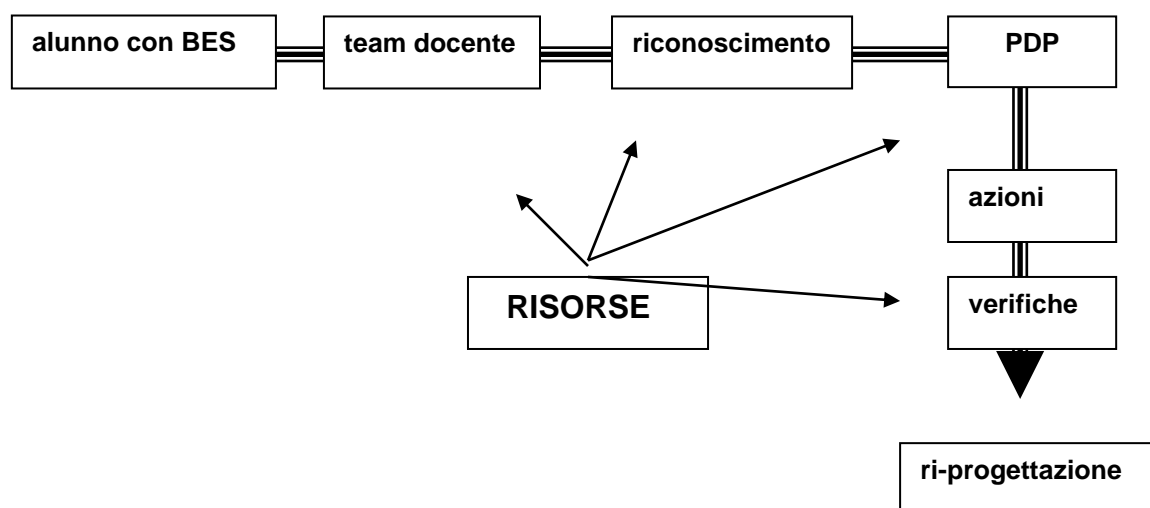 alunno con BES
team docente
riconoscimento
PDP
azioni
RISORSE
verifiche
ri-progettazione